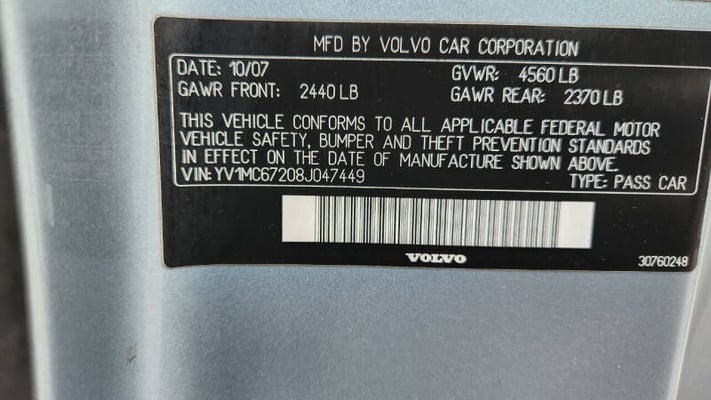 MFD BY VOLVO CAR CORPORATION
DATE: 10/07 GVWR: 4560 LB
GAWR FRONT: 2440 LB GAWR REAR: 2370 LB
THIS VEHICLE CONFORMS TO ALL APPLICABLE FEDERAL MOTOR
VEHICLE SAFETY, BUMPER AND THEFT PREVENTION STANDARDS
IN EFFECT ON THE DATE OF MANUFACTURE SHOWN ABOVE.
VIN: YV1MC67208J047449 TYPE: PASS CAR
VOLVO 30760248